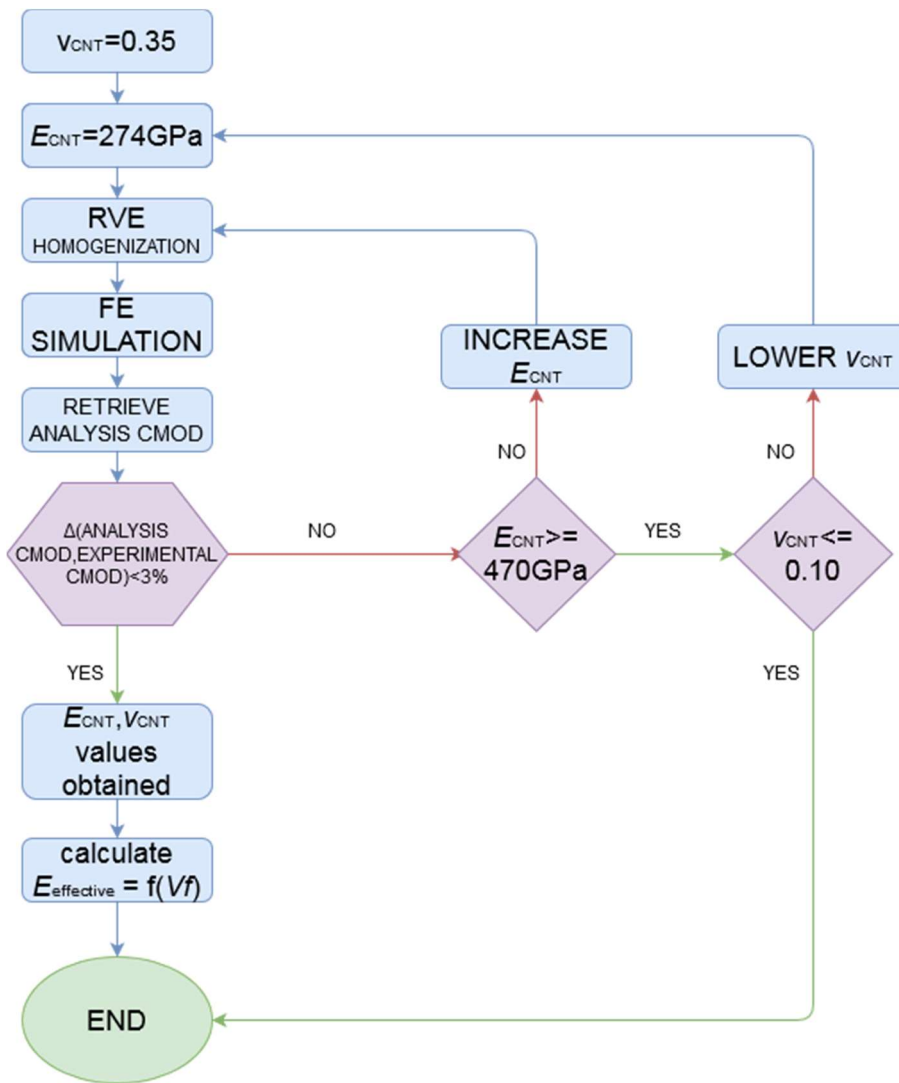 νCNT=0.35
ECNT=274GPa
RVE
HOMOGENIZATION
FE
SIMULATION
RETRIEVE
ANALYSIS CMOD
Δ(ANALYSIS
CMOD,EXPERIMENTAL
CMOD)<3%
NO
ECNT>=
470GPa
NO
INCREASE
ECNT
YES
νCNT<=
0.10
NO
LOWER νCNT
YES
YES
ECNT,νCNT
values
obtained
calculate
Eeffective = f(Vf)
END